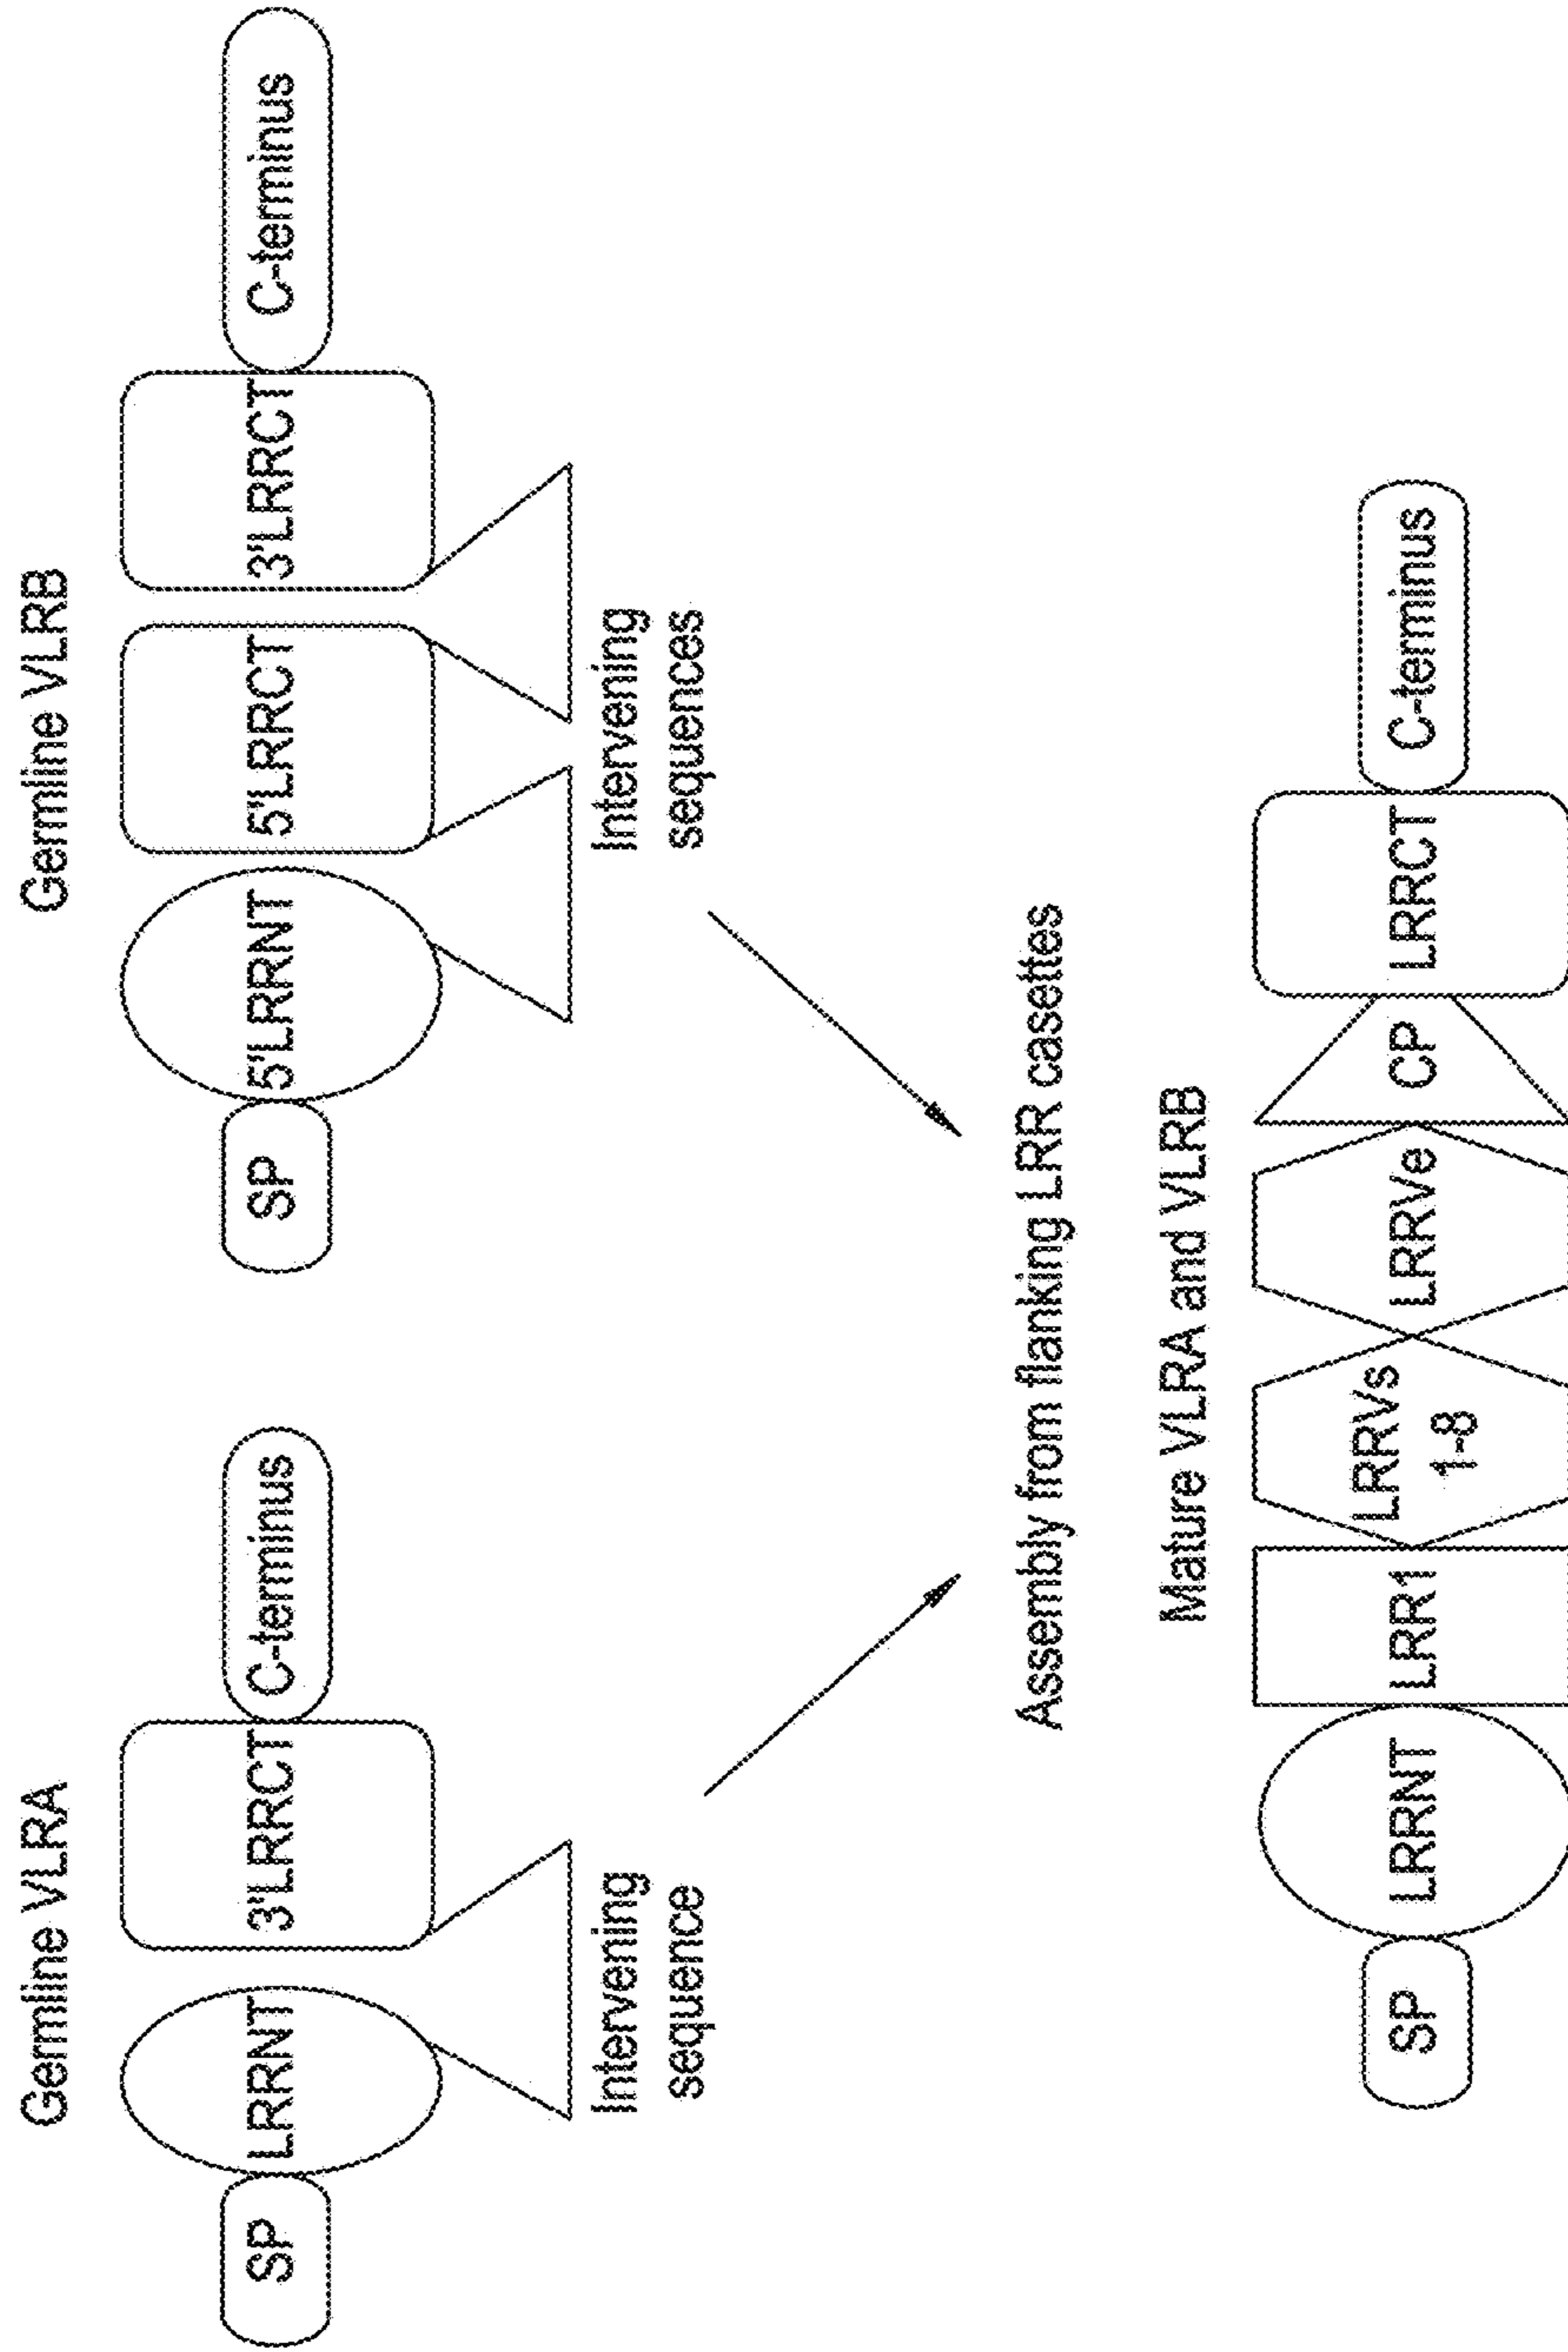 Germline VLRA
SP LRRNT 3'LRRCT C-terminus
Intervening
sequence
Germline VLRB
SP 5'LRRNT 5'LRRCT 3'LRRCT C-terminus
Intervening
sequences
Assembly from flanking LRR casettes
Mature VLRA and VLRB
SP LRRNT LRR1 LRRVs LRRVe CP LRRCT C-terminus
1-8